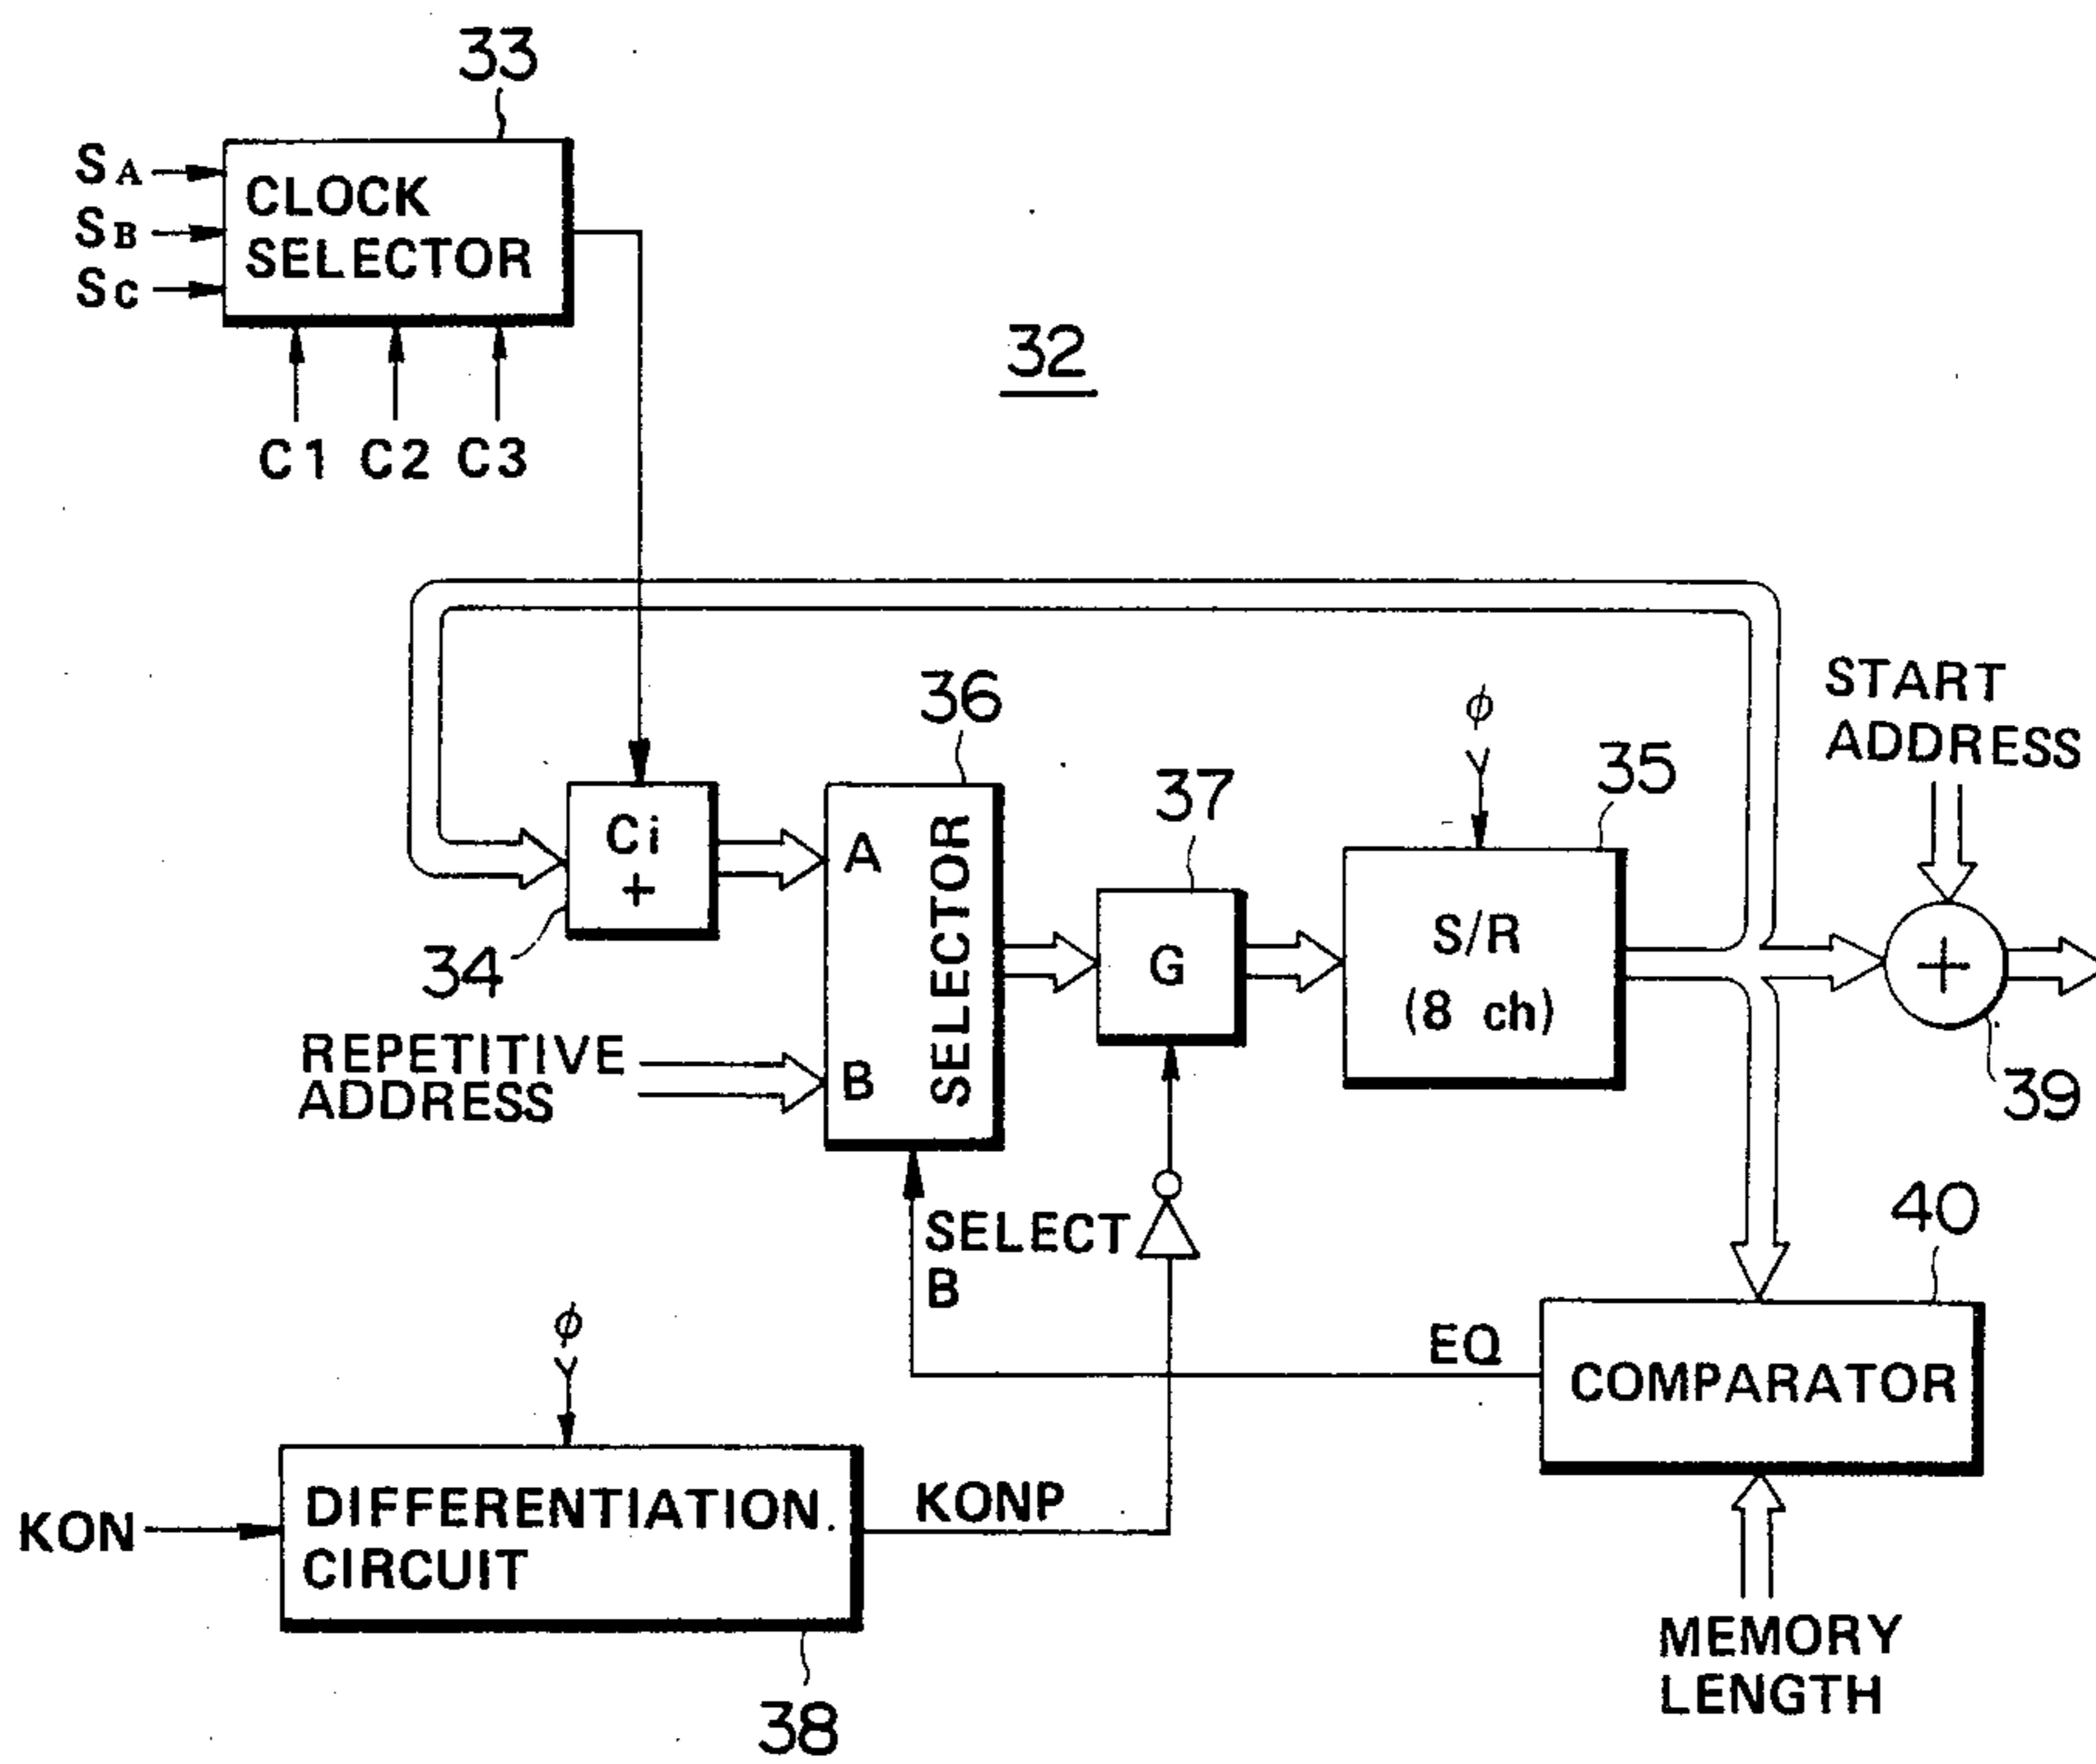 33
SA
SB
SC
CLOCK
SELECTOR
C1 C2 C3
32
36
ϕ
35
START
ADDRESS
37
Ci
+
A
SELECTOR
G
S/R
(8 ch)
+
34
REPETITIVE
ADDRESS
B
39
SELECT
B
40
ϕ
EQ
COMPARATOR
KON
DIFFERENTIATION
CIRCUIT
KONP
MEMORY
LENGTH
38